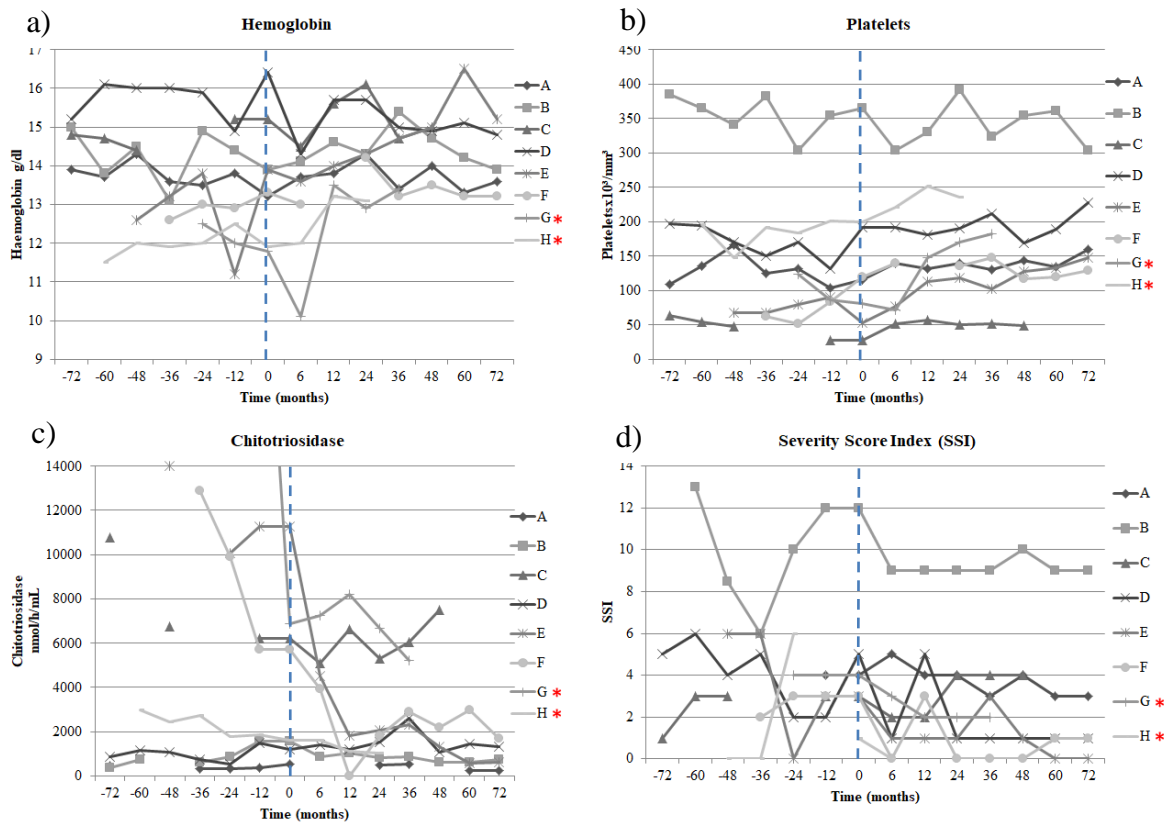 a)
Hemoglobin
Haemoglobin g/dl
17
16
15
14
13
12
11
10
9
-72 -60 -48 -36 -24 -12 0 6 12 24 36 48 60 72
Time (months)
A
B
C
D
E
F
G *
H *
b)
Platelets
Plateletsx10³/mm³
450
400
350
300
250
200
150
100
50
0
-72 -60 -48 -36 -24 -12 0 6 12 24 36 48 60 72
Time (months)
A
B
C
D
E
F
G *
H *
c)
Chitotriosidase
Chitotriosidase
nmol/h/mL
14000
12000
10000
8000
6000
4000
2000
0
-72 -60 -48 -36 -24 -12 0 6 12 24 36 48 60 72
Time (months)
A
B
C
D
E
F
G *
H *
d)
Severity Score Index (SSI)
SSI
14
12
10
8
6
4
2
0
-72 -60 -48 -36 -24 -12 0 6 12 24 36 48 60 72
Time (months)
A
B
C
D
E
F
G *
H *